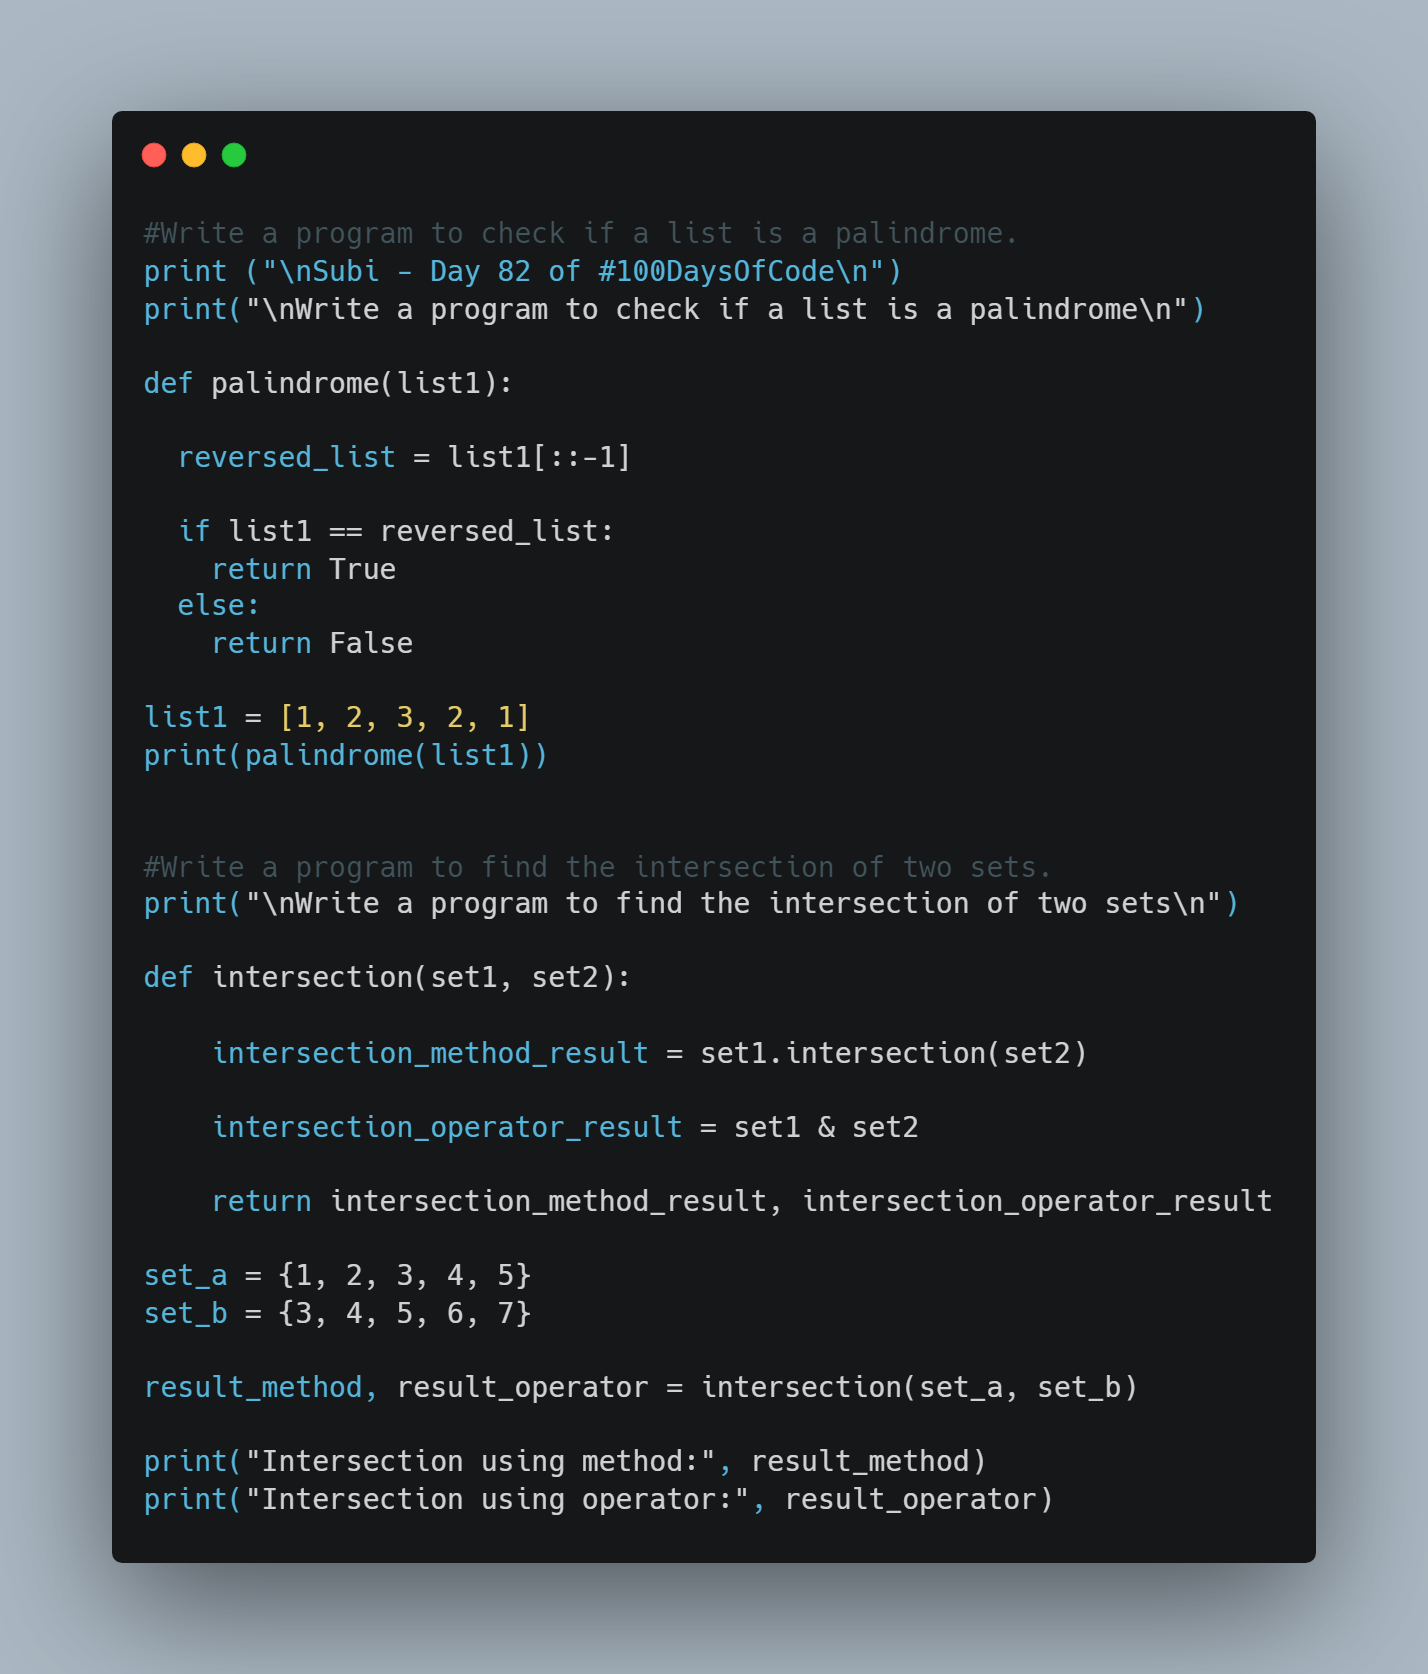 #Write a program to check if a list is a palindrome.
print ("\nSubi - Day 82 of #100DaysOfCode\n")
print("\nWrite a program to check if a list is a palindrome\n")

def palindrome(list1):

  reversed_list = list1[::-1]

  if list1 == reversed_list:
    return True
  else:
    return False

list1 = [1, 2, 3, 2, 1]
print(palindrome(list1))


#Write a program to find the intersection of two sets.
print("\nWrite a program to find the intersection of two sets\n")

def intersection(set1, set2):

    intersection_method_result = set1.intersection(set2)

    intersection_operator_result = set1 & set2

    return intersection_method_result, intersection_operator_result

set_a = {1, 2, 3, 4, 5}
set_b = {3, 4, 5, 6, 7}

result_method, result_operator = intersection(set_a, set_b)

print("Intersection using method:", result_method)
print("Intersection using operator:", result_operator)